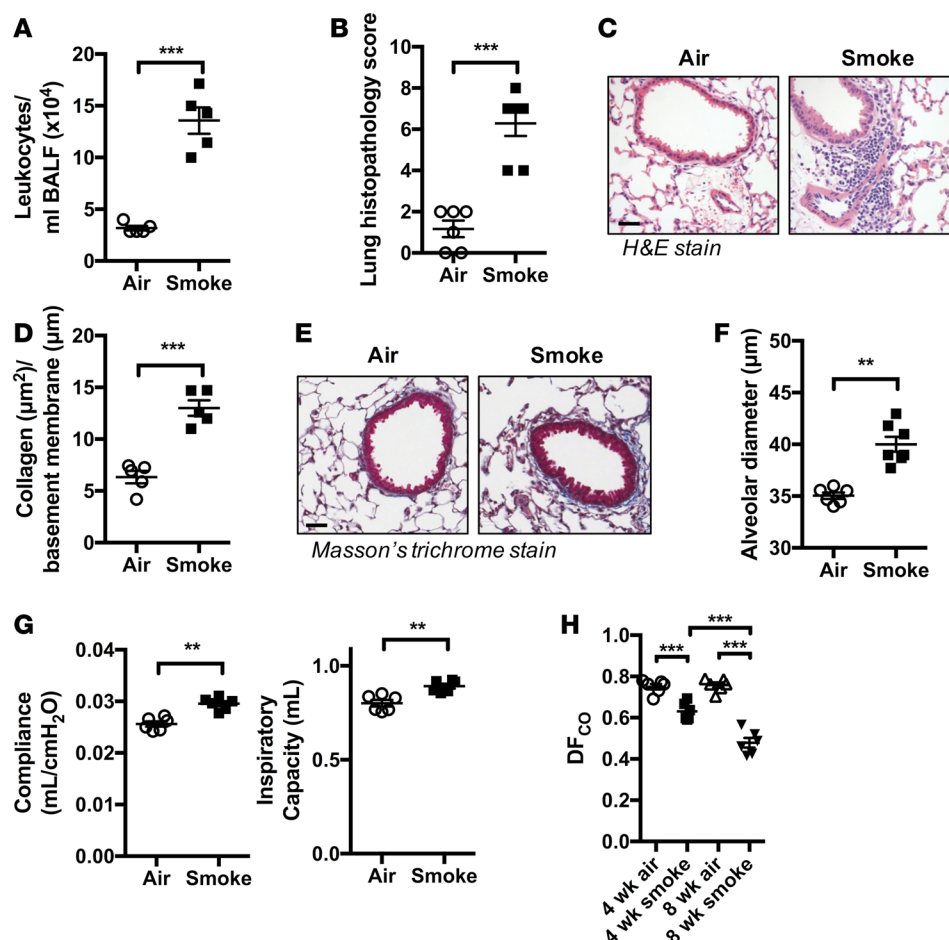 A
Leukocytes/
ml BALF (x10⁴)
20
15
10
5
0
***
Air
Smoke
B
Lung histopathology score
10
8
6
4
2
0
***
Air
Smoke
C
Air
Smoke
H&E stain
D
Collagen (µm²)/
basement membrane (µm)
20
15
10
5
0
***
Air
Smoke
E
Air
Smoke
Masson's trichrome stain
F
Alveolar diameter (µm)
50
45
40
35
30
**
Air
Smoke
G
Compliance
(mL/cmH₂O)
0.04
0.03
0.02
0.01
0.00
**
Air
Smoke
Inspiratory
Capacity (mL)
1.0
0.5
0.0
**
Air
Smoke
H
DF_CO
1.0
0.8
0.6
0.4
0.2
0.0
***
***
***
4 wk air
4 wk smoke
8 wk air
8 wk smoke